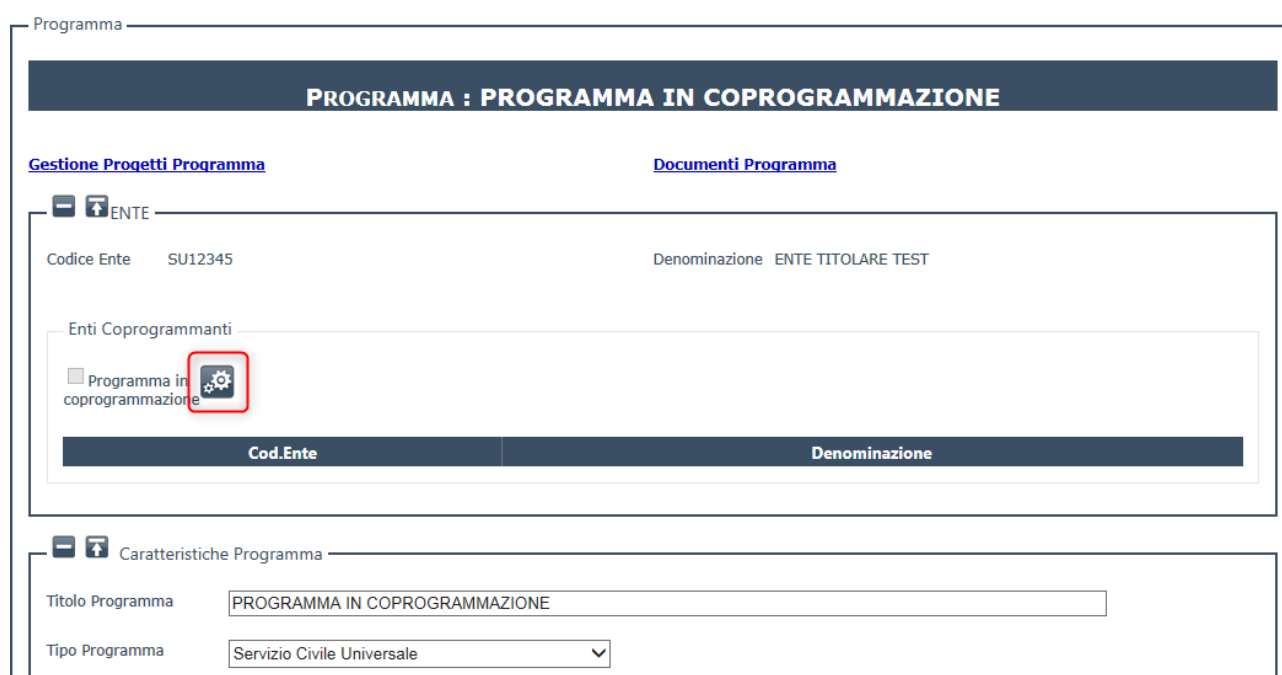 Programma
PROGRAMMA : PROGRAMMA IN COPROGRAMMAZIONE
Gestione Progetti Programma Documenti Programma
ENTE
Codice Ente SU12345 Denominazione ENTE TITOLARE TEST
Enti Coprogrammanti
Programma in
coprogrammazione
Cod.Ente Denominazione
Caratteristiche Programma
Titolo Programma PROGRAMMA IN COPROGRAMMAZIONE
Tipo Programma Servizio Civile Universale